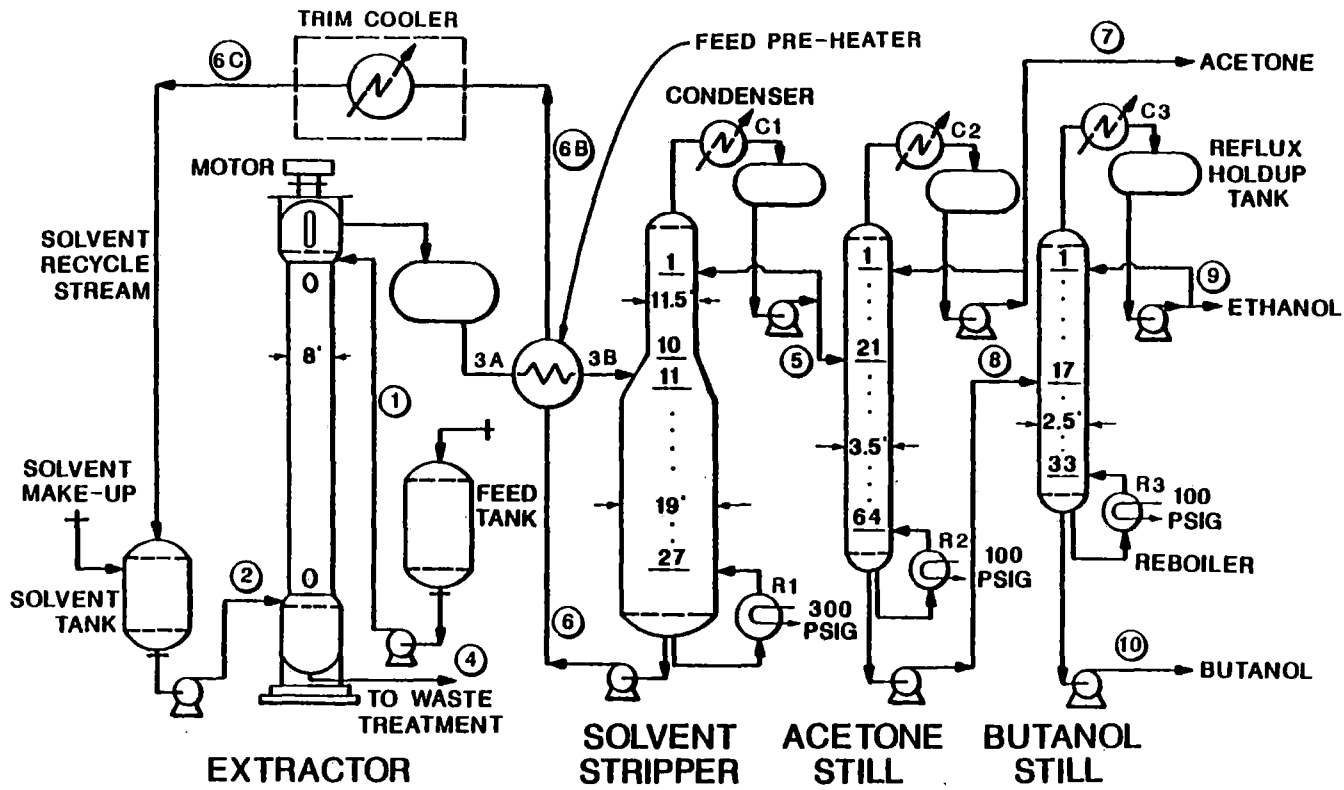 TRIM COOLER
6C
FEED PRE-HEATER
7
ACETONE
CONDENSER
C1
C2
C3
6B
MOTOR
REFLUX
HOLDUP
TANK
SOLVENT
RECYCLE
STREAM
O
1
11.5'
1
1
9
ETHANOL
8'
3A
3B
10
11
5
21
8
17
1
2.5'
3.5'
33
R3
100
PSIG
SOLVENT
MAKE-UP
FEED
TANK
19'
64
R2
100
PSIG
REBOILER
27
R1
300
PSIG
2
O
SOLVENT
TANK
6
4
TO WASTE
TREATMENT
10
BUTANOL
EXTRACTOR
SOLVENT
STRIPPER
ACETONE
STILL
BUTANOL
STILL